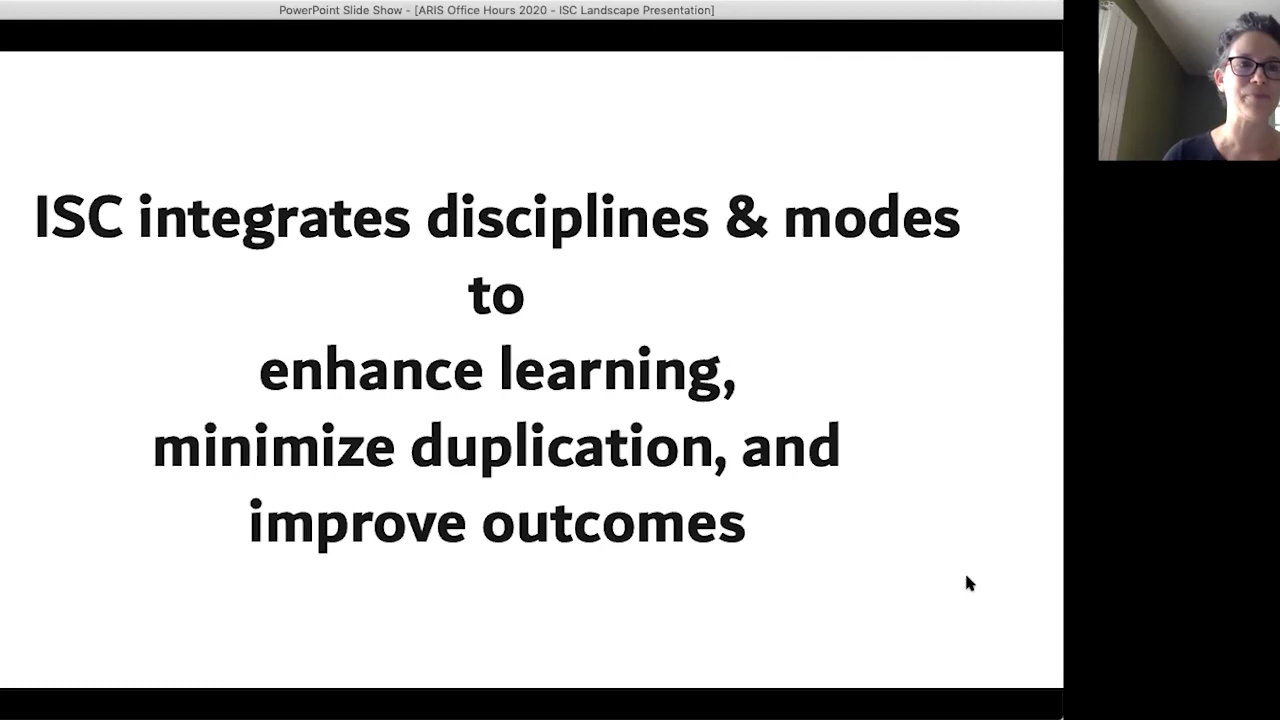 PowerPoint Slide Show - [ARIS Office Hours 2020 - ISC Landscape Presentation]
ISC integrates disciplines & modes
to
enhance learning,
minimize duplication, and
improve outcomes